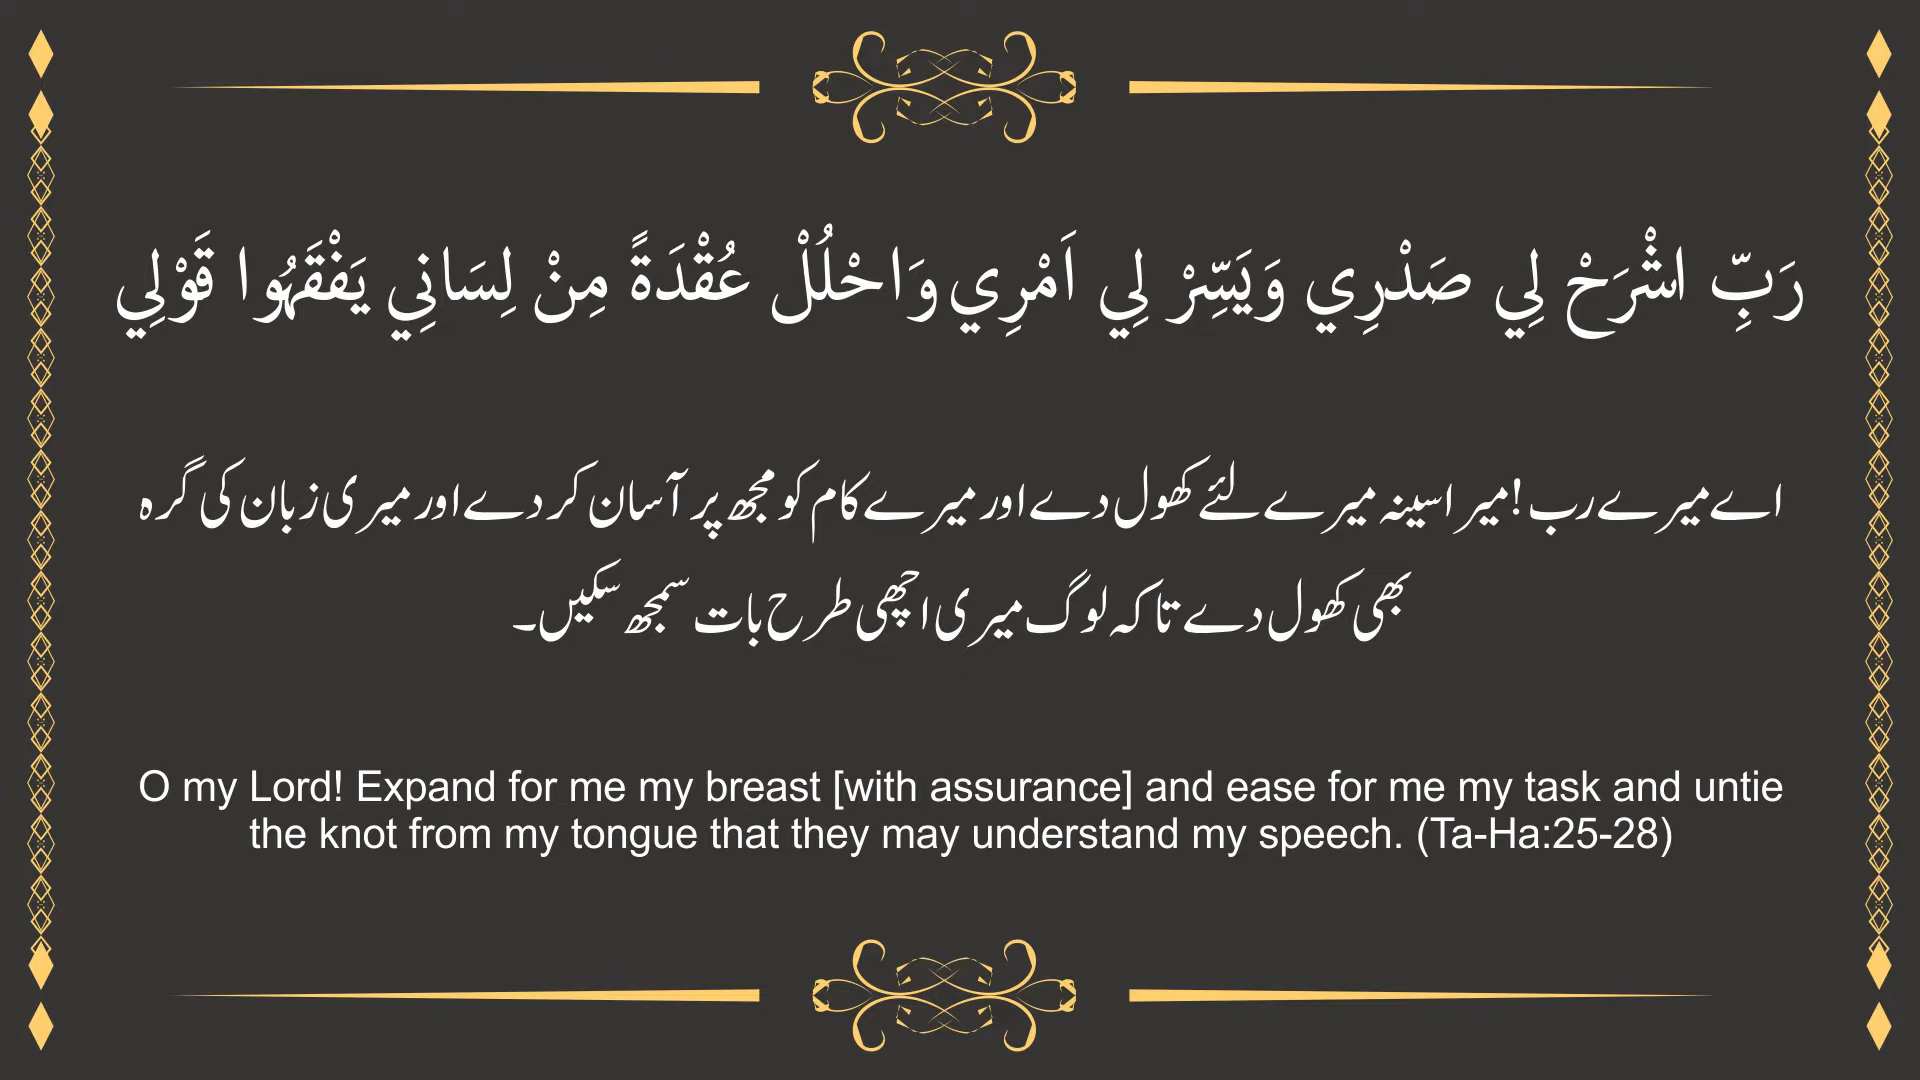 رَبِّ اشْرَحْ لِي صَدْرِي وَيَسِّرْ لِي اَمْرِي وَاحْلُلْ عُقْدَةً مِنْ لِسَانِي يَفْقَهُوا قَوْلِي
اے میرے رب !میرا سینہ میرے لئے کھول دے اور میرے کام کو مجھ پر آسان کر دے اور میری زبان کی گرہ
بھی کھول دے تاکہ لوگ میری اچھی طرح بات سمجھ سکیں۔
O my Lord! Expand for me my breast [with assurance] and ease for me my task and untie
the knot from my tongue that they may understand my speech. (Ta-Ha:25-28)